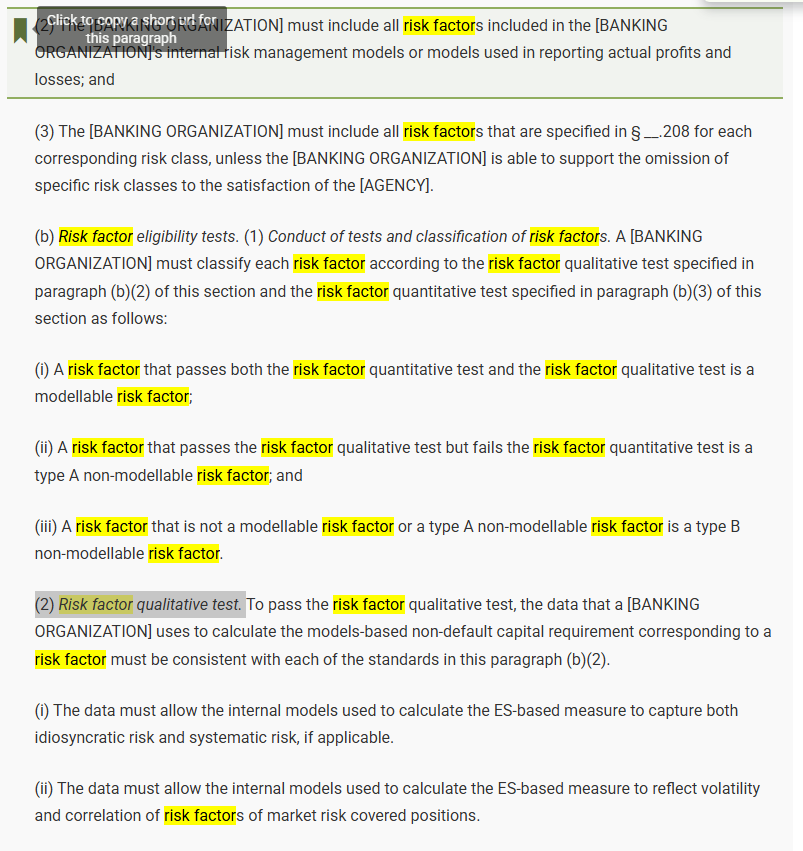 Click to copy a short url for
this paragraph
(2) The [BANKING ORGANIZATION] must include all risk factors included in the [BANKING
ORGANIZATION]'s internal risk management models or models used in reporting actual profits and
losses; and
(3) The [BANKING ORGANIZATION] must include all risk factors that are specified in § __.208 for each
corresponding risk class, unless the [BANKING ORGANIZATION] is able to support the omission of
specific risk classes to the satisfaction of the [AGENCY].
(b) Risk factor eligibility tests. (1) Conduct of tests and classification of risk factors. A [BANKING
ORGANIZATION] must classify each risk factor according to the risk factor qualitative test specified in
paragraph (b)(2) of this section and the risk factor quantitative test specified in paragraph (b)(3) of this
section as follows:
(i) A risk factor that passes both the risk factor quantitative test and the risk factor qualitative test is a
modellable risk factor;
(ii) A risk factor that passes the risk factor qualitative test but fails the risk factor quantitative test is a
type A non-modellable risk factor; and
(iii) A risk factor that is not a modellable risk factor or a type A non-modellable risk factor is a type B
non-modellable risk factor.
(2) Risk factor qualitative test. To pass the risk factor qualitative test, the data that a [BANKING
ORGANIZATION] uses to calculate the models-based non-default capital requirement corresponding to a
risk factor must be consistent with each of the standards in this paragraph (b)(2).
(i) The data must allow the internal models used to calculate the ES-based measure to capture both
idiosyncratic risk and systematic risk, if applicable.
(ii) The data must allow the internal models used to calculate the ES-based measure to reflect volatility
and correlation of risk factors of market risk covered positions.